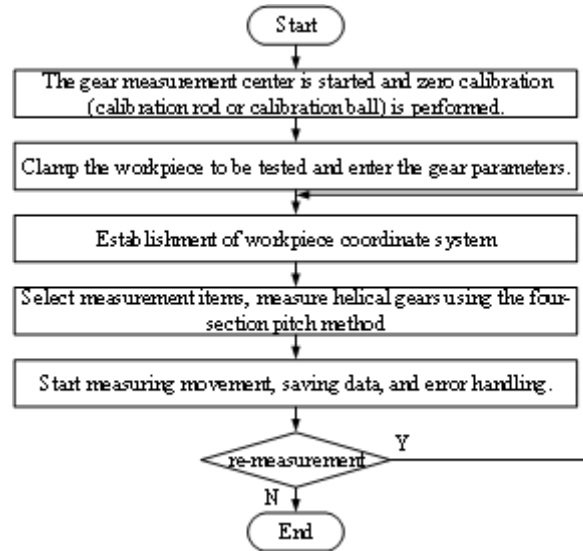 Start
The gear measurement center is started and zero calibration
(calibration rod or calibration ball) is performed.
Clamp the workpiece to be tested and enter the gear parameters.
Establishment of workpiece coordinate system
Select measurement items, measure helical gears using the four-
section pitch method
Start measuring movement, saving data, and error handling.
re-measurement
Y
N
End